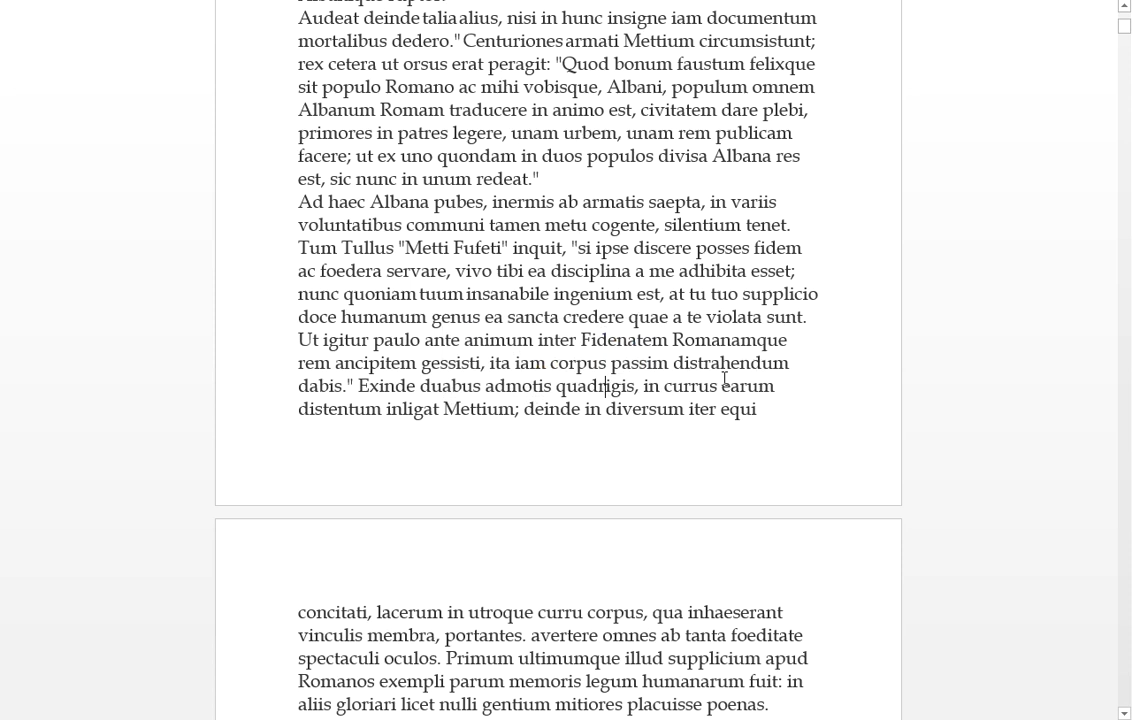 Audeat deinde talia alius, nisi in hunc insigne iam documentum
mortalibus dedero." Centuriones armati Mettium circumsistunt;
rex cetera ut orsus erat peragit: "Quod bonum faustum felixque
sit populo Romano ac mihi vobisque, Albani, populum omnem
Albanum Romam traducere in animo est, civitatem dare plebi,
primores in patres legere, unam urbem, unam rem publicam
facere; ut ex uno quondam in duos populos divisa Albana res
est, sic nunc in unum redeat."
Ad haec Albana pubes, inermis ab armatis saepta, in variis
voluntatibus communi tamen metu cogente, silentium tenet.
Tum Tullus "Metti Fufeti" inquit, "si ipse discere posses fidem
ac foedera servare, vivo tibi ea disciplina a me adhibita esset;
nunc quoniam tuum insanabile ingenium est, at tu tuo supplicio
doce humanum genus ea sancta credere quae a te violata sunt.
Ut igitur paulo ante animum inter Fidenatem Romanamque
rem ancipitem gessisti, ita iam corpus passim distrahendum
dabis." Exinde duabus admotis quadrigis, in currus earum
distentum inligat Mettium; deinde in diversum iter equi
concitati, lacerum in utroque curru corpus, qua inhaeserant
vinculis membra, portantes. avertere omnes ab tanta foeditate
spectaculi oculos. Primum ultimumque illud supplicium apud
Romanos exempli parum memoris legum humanarum fuit: in
aliis gloriari licet nulli gentium mitiores placuisse poenas.